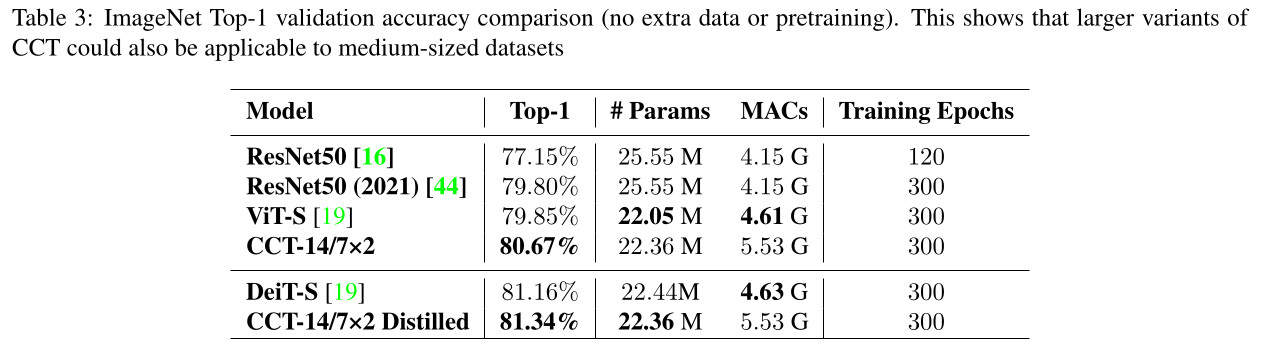 Table 3: ImageNet Top-1 validation accuracy comparison (no extra data or pretraining). This shows that larger variants of
CCT could also be applicable to medium-sized datasets
Model Top-1 # Params MACs Training Epochs
ResNet50 [16] 77.15% 25.55 M 4.15 G 120
ResNet50 (2021) [44] 79.80% 25.55 M 4.15 G 300
ViT-S [19] 79.85% 22.05 M 4.61 G 300
CCT-14/7×2 80.67% 22.36 M 5.53 G 300
DeiT-S [19] 81.16% 22.44M 4.63 G 300
CCT-14/7×2 Distilled 81.34% 22.36 M 5.53 G 300